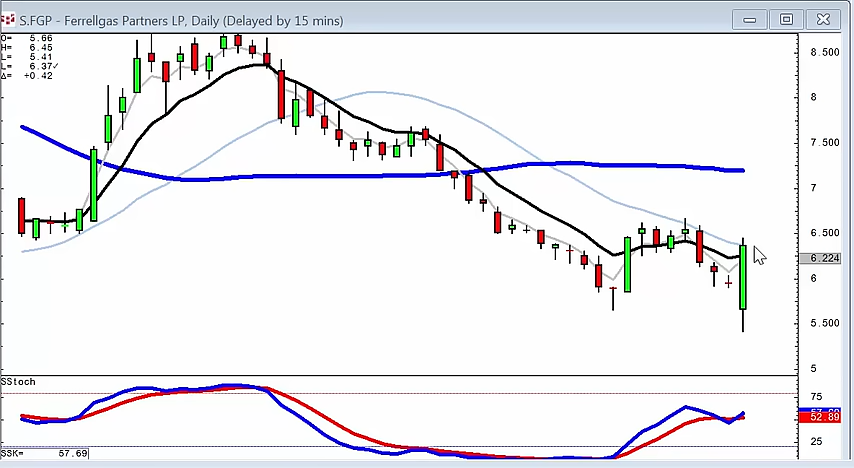 S.FGP - Ferrellgas Partners LP, Daily (Delayed by 15 mins)
O= 5.66
H= 6.45
L= 5.41
L= 6.37✓
Δ= +0.42
8.500
8
7.500
7
6.500
6.224
6
5.500
5
SStoch
75
52.89
25
SSK= 57.69